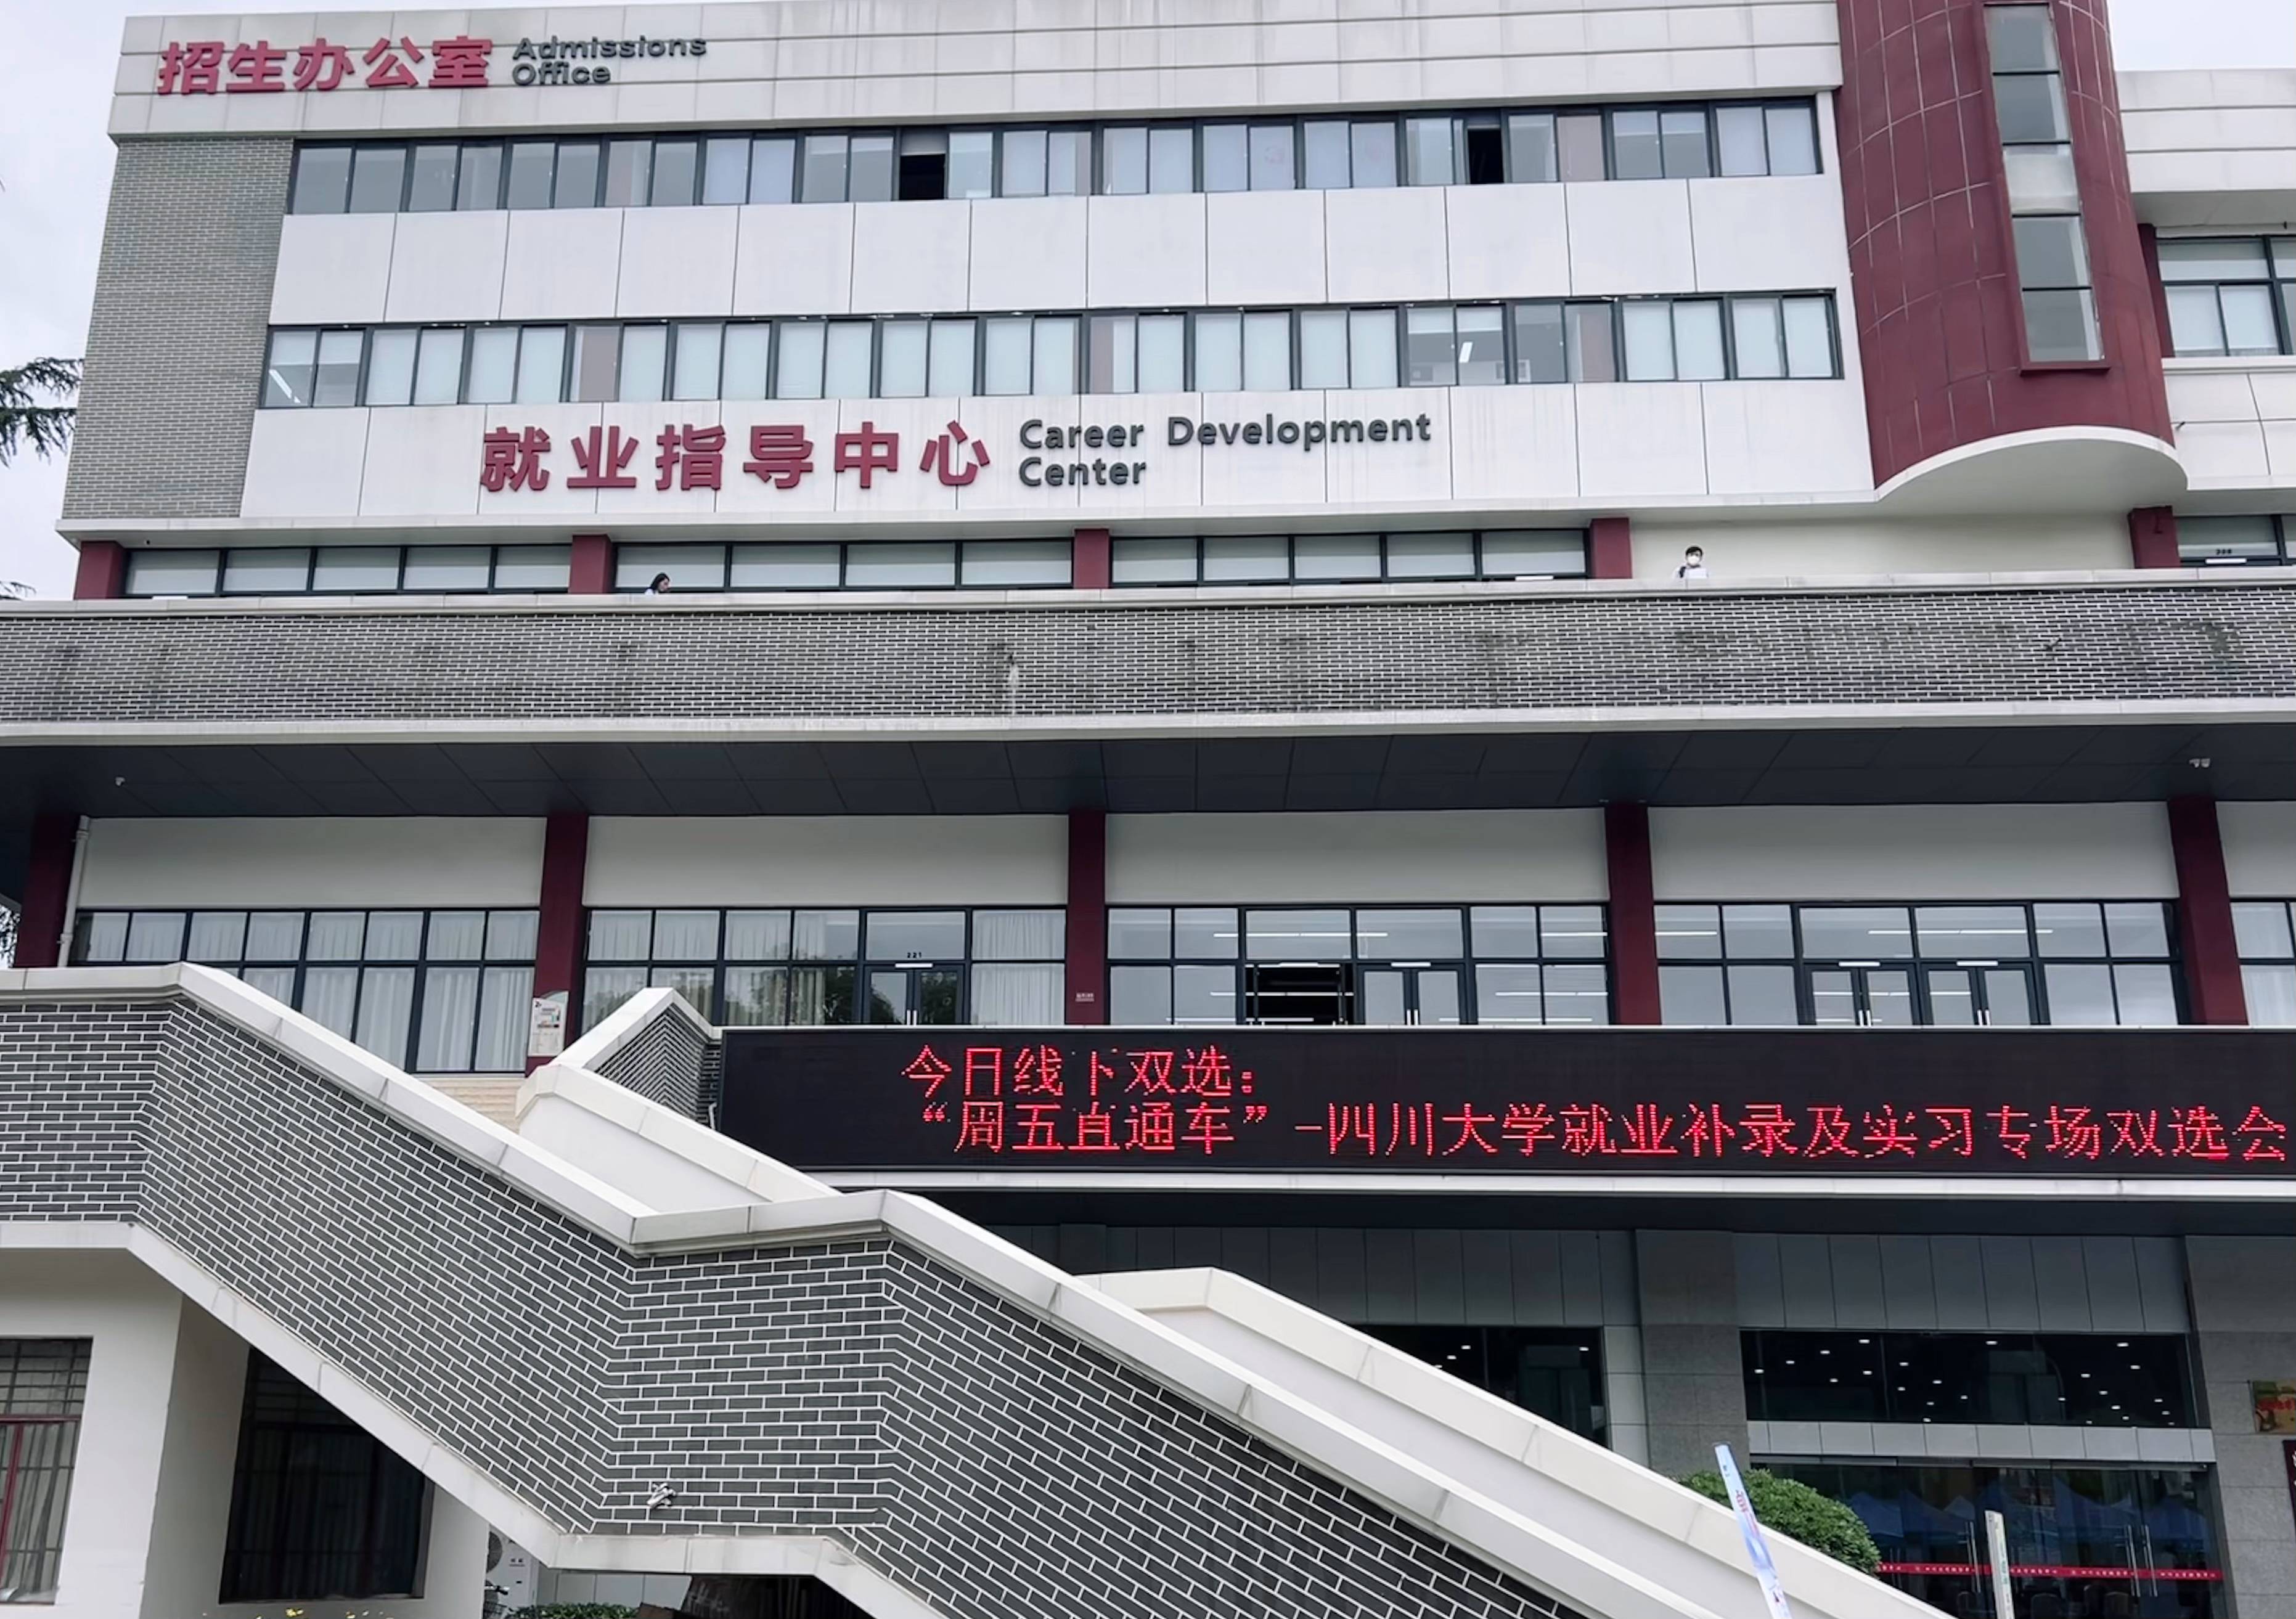 招生办公室 Admissions
Office
就业指导中心 Career Development
Center
221
今日线下双选：
“周五直通车”-四川大学就业补录及实习专场双选会